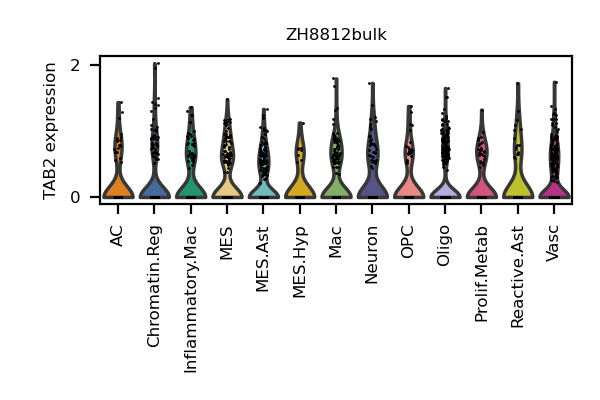 ZH8812bulk
TAB2 expression
2
0
AC
Chromatin.Reg
Inflammatory.Mac
MES
MES.Ast
MES.Hyp
Mac
Neuron
OPC
Oligo
Prolif.Metab
Reactive.Ast
Vasc